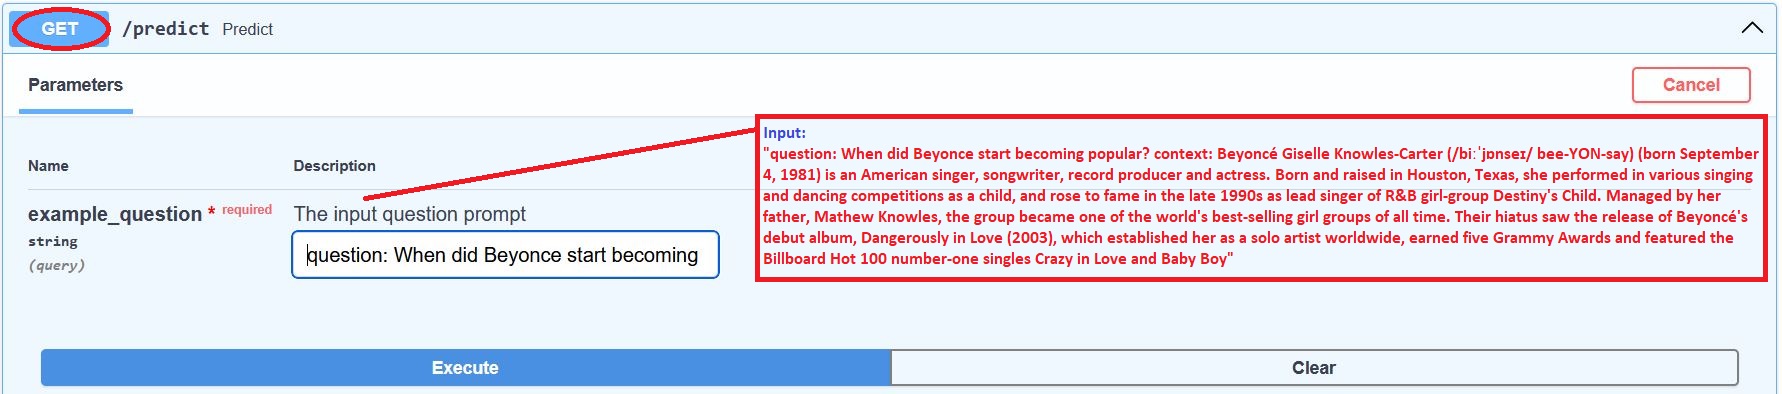 GET /predict Predict
Parameters
Cancel
Name Description
example_question * required
string
(query)
The input question prompt
question: When did Beyonce start becoming
Input:
"question: When did Beyonce start becoming popular? context: Beyoncé Giselle Knowles-Carter (/biːˈjɒnseɪ/ bee-YON-say) (born September
4, 1981) is an American singer, songwriter, record producer and actress. Born and raised in Houston, Texas, she performed in various singing
and dancing competitions as a child, and rose to fame in the late 1990s as lead singer of R&B girl-group Destiny's Child. Managed by her
father, Mathew Knowles, the group became one of the world's best-selling girl groups of all time. Their hiatus saw the release of Beyoncé's
debut album, Dangerously in Love (2003), which established her as a solo artist worldwide, earned five Grammy Awards and featured the
Billboard Hot 100 number-one singles Crazy in Love and Baby Boy"
Execute Clear